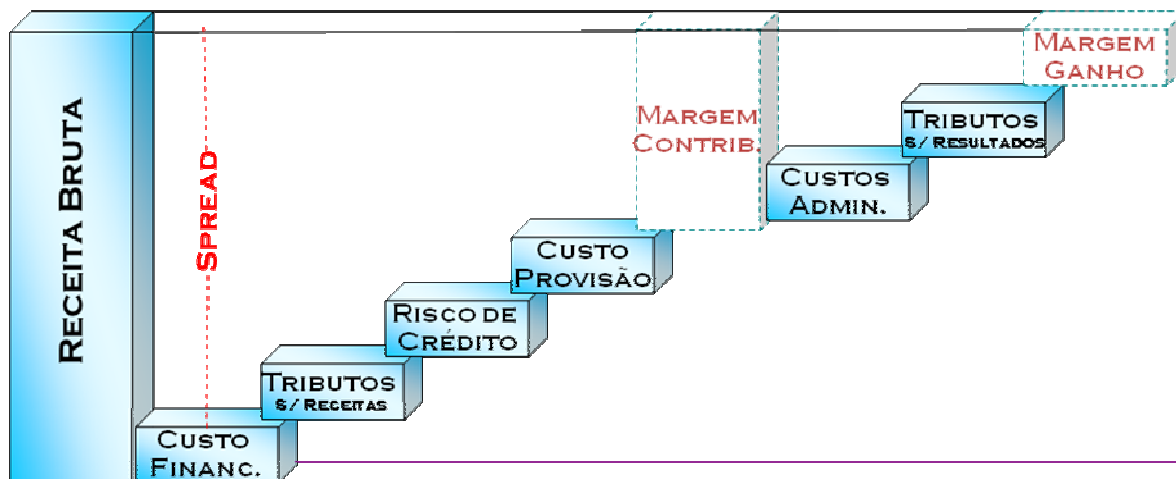 RECEITA BRUTA
SPREAD
CUSTO
FINANC.
TRIBUTOS
S/ RECEITAS
RISCO DE
CRÉDITO
CUSTO
PROVISÃO
MARGEM
CONTRIB.
CUSTOS
ADMIN.
TRIBUTOS
S/ RESULTADOS
MARGEM
GANHO